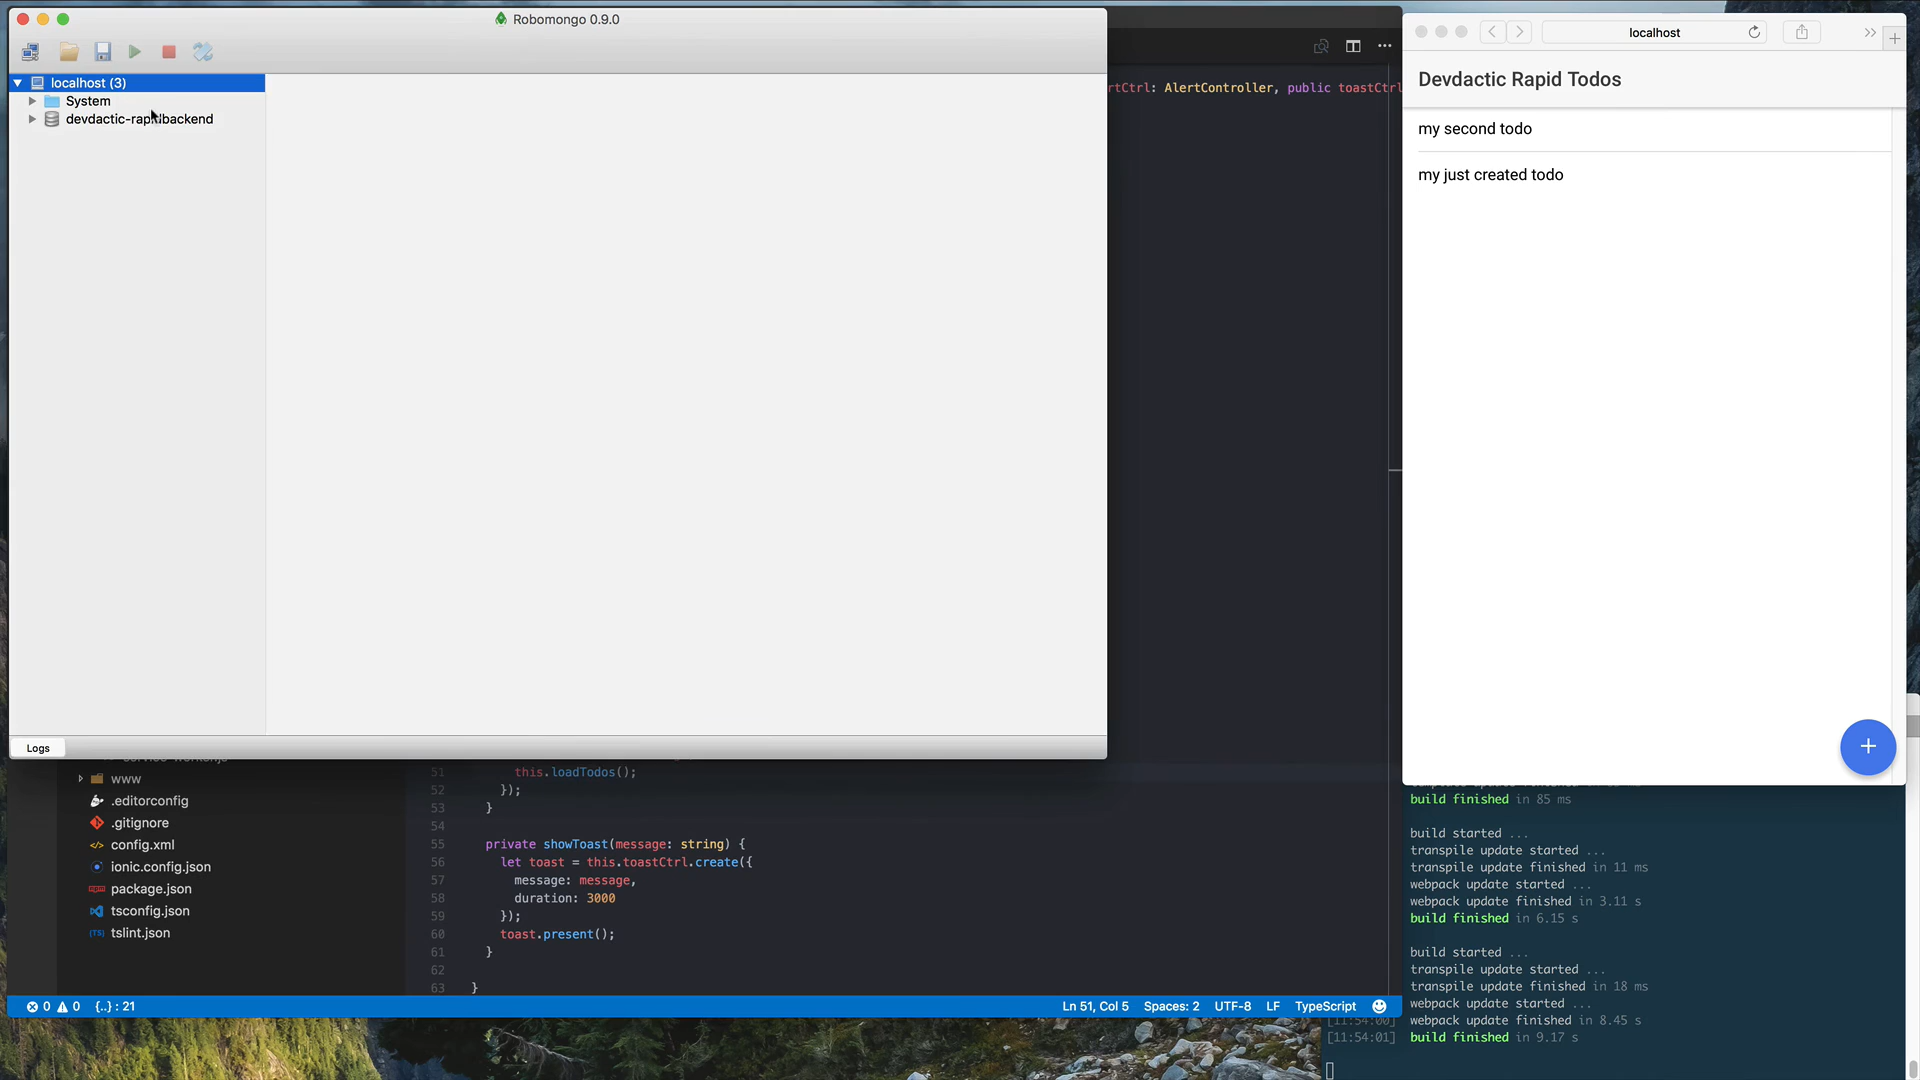 Robomongo 0.9.0
localhost (3)
System
Logs
rtCtrl: AlertController, public toastCtrl
localhost
Devdactic Rapid Todos
my second todo
my just created todo
+
www
.editorconfig
.gitignore
config.xml
ionic.config.json
package.json
tsconfig.json
tslint.json
51 this.loadTodos();
52 });
53 }
54
55 private showToast(message: string) {
56 let toast = this.toastCtrl.create({
57 message: message,
58 duration: 3000
59 });
60 toast.present();
61 }
62
63 }
0 0 {..} : 21
Ln 51, Col 5 Spaces: 2 UTF-8 LF TypeScript
build finished in 85 ms
build started ...
transpile update started ...
transpile update finished in 11 ms
webpack update started ...
webpack update finished in 3.11 s
build finished in 6.15 s
build started ...
transpile update started ...
transpile update finished in 18 ms
webpack update started ...
[11:54:00] webpack update finished in 8.45 s
[11:54:01] build finished in 9.17 s